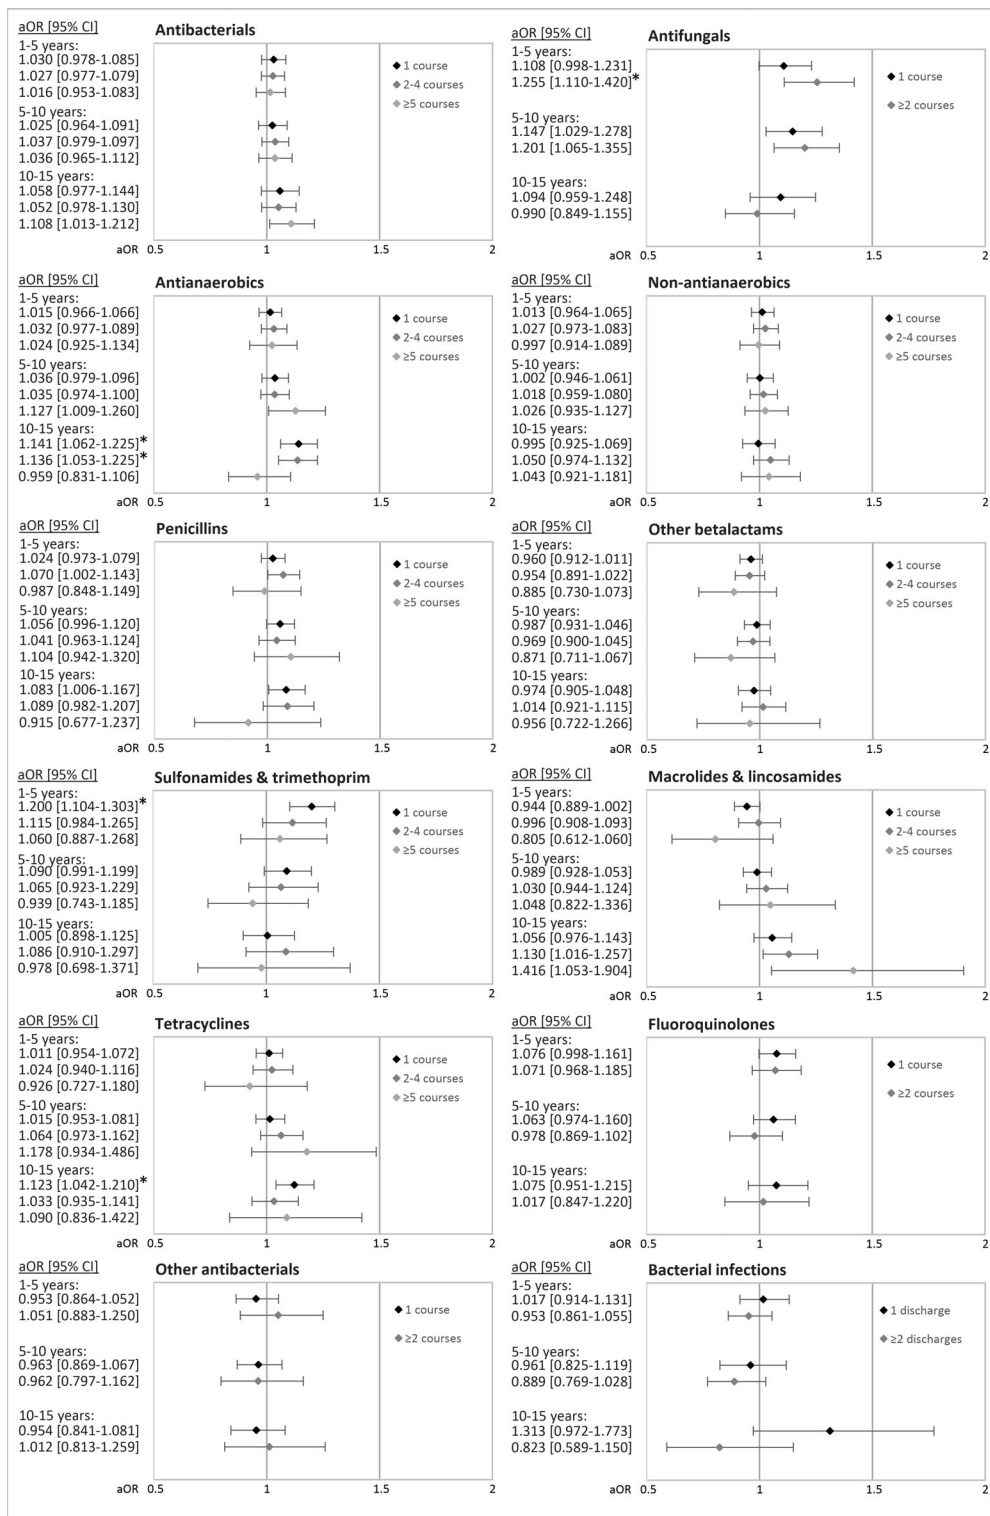 aOR [95% CI]
Antibacterials
1-5 years:
1.030 [0.978-1.085]
1.027 [0.977-1.079]
1.016 [0.953-1.083]
5-10 years:
1.025 [0.964-1.091]
1.037 [0.979-1.097]
1.036 [0.965-1.112]
10-15 years:
1.058 [0.977-1.144]
1.052 [0.978-1.130]
1.108 [1.013-1.212]
1 course
2-4 courses
≥5 courses
aOR 0.5 1 1.5 2
aOR [95% CI]
Antifungals
1-5 years:
1.108 [0.998-1.231]
1.255 [1.110-1.420]*
5-10 years:
1.147 [1.029-1.278]
1.201 [1.065-1.355]
10-15 years:
1.094 [0.959-1.248]
0.990 [0.849-1.155]
1 course
≥2 courses
aOR 0.5 1 1.5 2
aOR [95% CI]
Antianaerobics
1-5 years:
1.015 [0.966-1.066]
1.032 [0.977-1.089]
1.024 [0.925-1.134]
5-10 years:
1.036 [0.979-1.096]
1.035 [0.974-1.100]
1.127 [1.009-1.260]
10-15 years:
1.141 [1.062-1.225]*
1.136 [1.053-1.225]*
0.959 [0.831-1.106]
1 course
2-4 courses
≥5 courses
aOR 0.5 1 1.5 2
aOR [95% CI]
Non-antianaerobics
1-5 years:
1.013 [0.964-1.065]
1.027 [0.973-1.083]
0.997 [0.914-1.089]
5-10 years:
1.002 [0.946-1.061]
1.018 [0.959-1.080]
1.026 [0.935-1.127]
10-15 years:
0.995 [0.925-1.069]
1.050 [0.974-1.132]
1.043 [0.921-1.181]
1 course
2-4 courses
≥5 courses
aOR 0.5 1 1.5 2
aOR [95% CI]
Penicillins
1-5 years:
1.024 [0.973-1.079]
1.070 [1.002-1.143]
0.987 [0.848-1.149]
5-10 years:
1.056 [0.996-1.120]
1.041 [0.963-1.124]
1.104 [0.942-1.320]
10-15 years:
1.083 [1.006-1.167]
1.089 [0.982-1.207]
0.915 [0.677-1.237]
1 course
2-4 courses
≥5 courses
aOR 0.5 1 1.5 2
aOR [95% CI]
Other betalactams
1-5 years:
0.960 [0.912-1.011]
0.954 [0.891-1.022]
0.885 [0.730-1.073]
5-10 years:
0.987 [0.931-1.046]
0.969 [0.900-1.045]
0.871 [0.711-1.067]
10-15 years:
0.974 [0.905-1.048]
1.014 [0.921-1.115]
0.956 [0.722-1.266]
1 course
2-4 courses
≥5 courses
aOR 0.5 1 1.5 2
aOR [95% CI]
Sulfonamides & trimethoprim
1-5 years:
1.200 [1.104-1.303]*
1.115 [0.984-1.265]
1.060 [0.887-1.268]
5-10 years:
1.090 [0.991-1.199]
1.065 [0.923-1.229]
0.939 [0.743-1.185]
10-15 years:
1.005 [0.898-1.125]
1.086 [0.910-1.297]
0.978 [0.698-1.371]
1 course
2-4 courses
≥5 courses
aOR 0.5 1 1.5 2
aOR [95% CI]
Macrolides & lincosamides
1-5 years:
0.944 [0.889-1.002]
0.996 [0.908-1.093]
0.805 [0.612-1.060]
5-10 years:
0.989 [0.928-1.053]
1.030 [0.944-1.124]
1.048 [0.822-1.336]
10-15 years:
1.056 [0.976-1.143]
1.130 [1.016-1.257]
1.416 [1.053-1.904]
1 course
2-4 courses
≥5 courses
aOR 0.5 1 1.5 2
aOR [95% CI]
Tetracyclines
1-5 years:
1.011 [0.954-1.072]
1.024 [0.940-1.116]
0.926 [0.727-1.180]
5-10 years:
1.015 [0.953-1.081]
1.064 [0.973-1.162]
1.178 [0.934-1.486]
10-15 years:
1.123 [1.042-1.210]*
1.033 [0.935-1.141]
1.090 [0.836-1.422]
1 course
2-4 courses
≥5 courses
aOR 0.5 1 1.5 2
aOR [95% CI]
Fluoroquinolones
1-5 years:
1.076 [0.998-1.161]
1.071 [0.968-1.185]
5-10 years:
1.063 [0.974-1.160]
0.978 [0.869-1.102]
10-15 years:
1.075 [0.951-1.215]
1.017 [0.847-1.220]
1 course
≥2 courses
aOR 0.5 1 1.5 2
aOR [95% CI]
Other antibacterials
1-5 years:
0.953 [0.864-1.052]
1.051 [0.883-1.250]
5-10 years:
0.963 [0.869-1.067]
0.962 [0.797-1.162]
10-15 years:
0.954 [0.841-1.081]
1.012 [0.813-1.259]
1 course
≥2 courses
aOR 0.5 1 1.5 2
aOR [95% CI]
Bacterial infections
1-5 years:
1.017 [0.914-1.131]
0.953 [0.861-1.055]
5-10 years:
0.961 [0.825-1.119]
0.889 [0.769-1.028]
10-15 years:
1.313 [0.972-1.773]
0.823 [0.589-1.150]
1 discharge
≥2 discharges
aOR 0.5 1 1.5 2